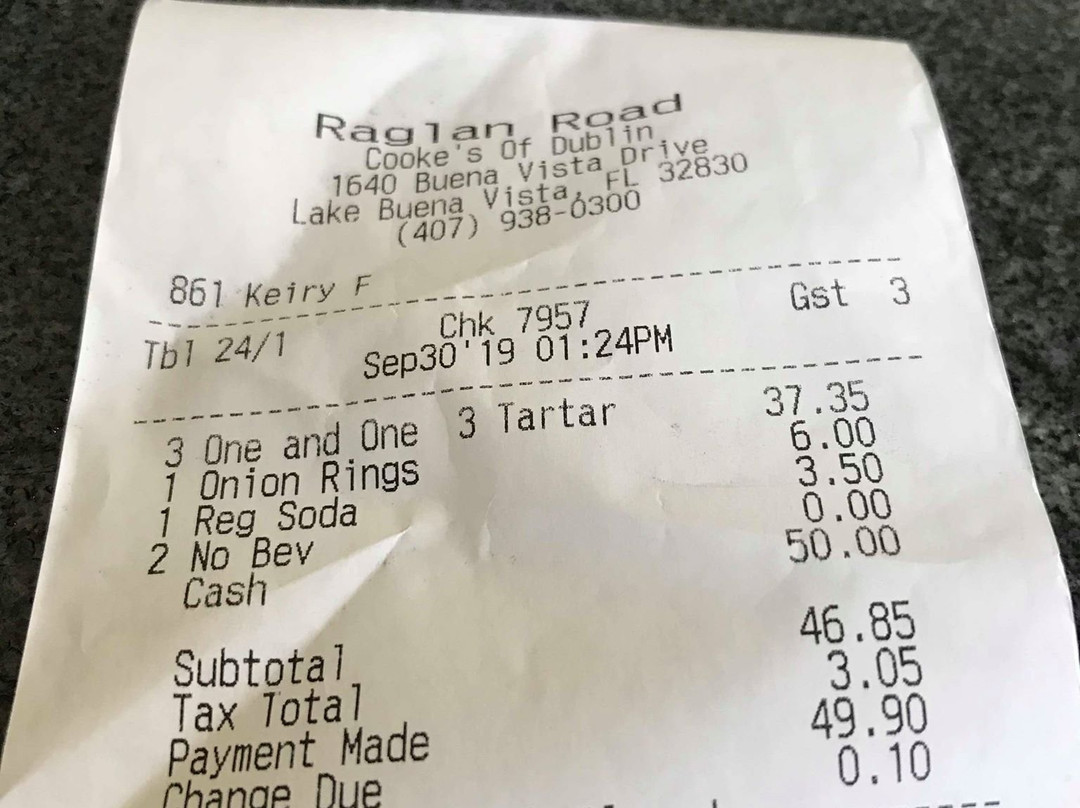 Raglan Road
Cooke's Of Dublin
1640 Buena Vista Drive
Lake Buena Vista, FL 32830
(407) 938-0300
861 Keiry F
Tbl 24/1 Chk 7957 Gst 3
Sep30'19 01:24PM
3 One and One 3 Tartar 37.35
1 Onion Rings 6.00
1 Reg Soda 3.50
2 No Bev 0.00
Cash 50.00
Subtotal 46.85
Tax Total 3.05
Payment Made 49.90
Change Due 0.10